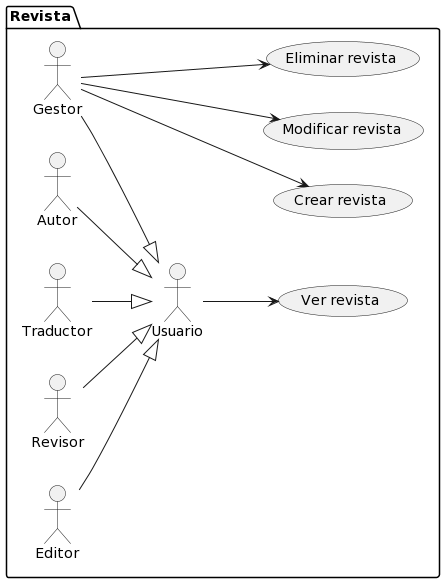 Revista
Eliminar revista
Gestor
Modificar revista
Crear revista
Autor
Ver revista
Traductor
Usuario
Revisor
Editor